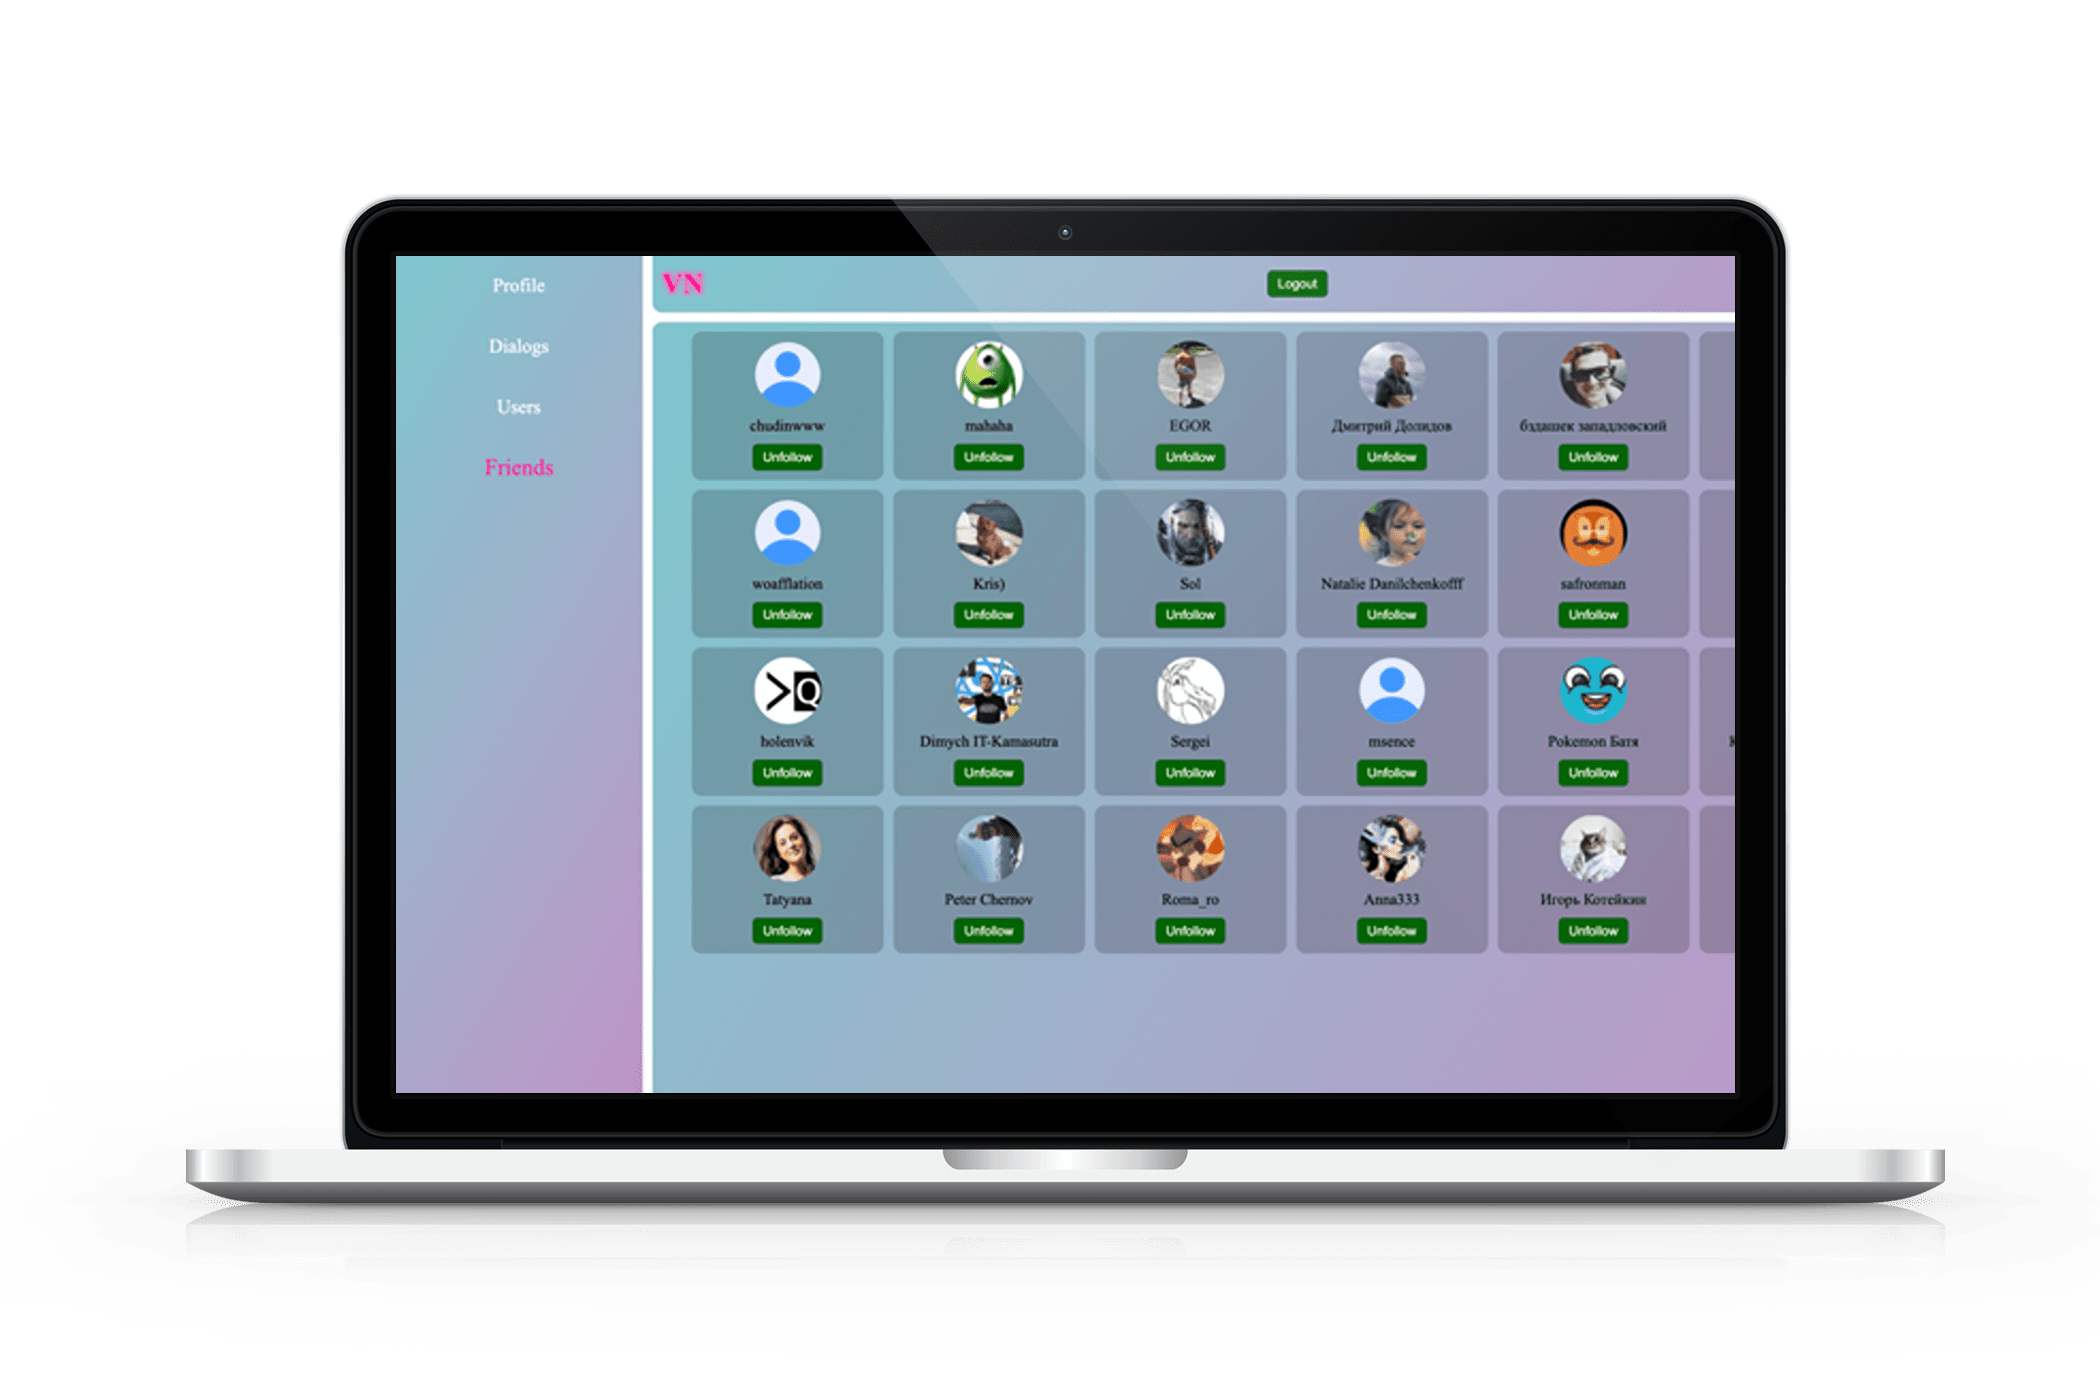 Profile
Dialogs
Users
Friends
VN
Logout
chudinwww
mahaha
EGOR
Дмитрий Долидов
бздашек западловский
Unfollow
Unfollow
Unfollow
Unfollow
Unfollow
woafflation
Kris)
Sol
Natalie Danilchenkofff
safronman
Unfollow
Unfollow
Unfollow
Unfollow
Unfollow
>Q
holenvik
Dimych IT-Kamasutra
Sergei
msence
Pokemon Батя
Unfollow
Unfollow
Unfollow
Unfollow
Unfollow
Tatyana
Peter Chernov
Roma_ro
Anna333
Игорь Котейкин
Unfollow
Unfollow
Unfollow
Unfollow
Unfollow